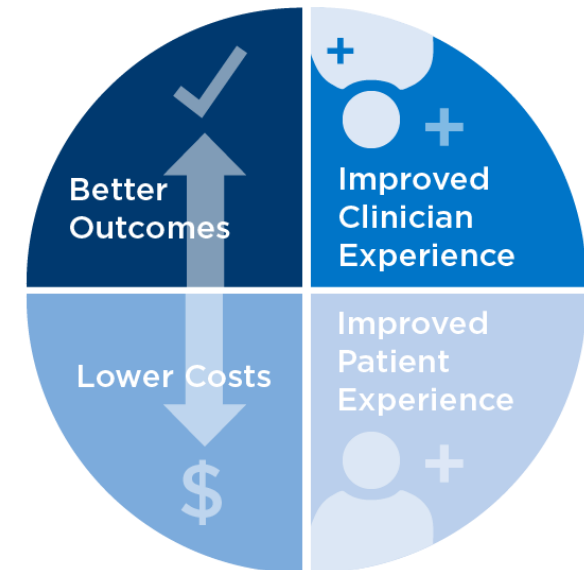 Better
Outcomes
Improved
Clinician
Experience
Lower Costs
$
Improved
Patient
Experience